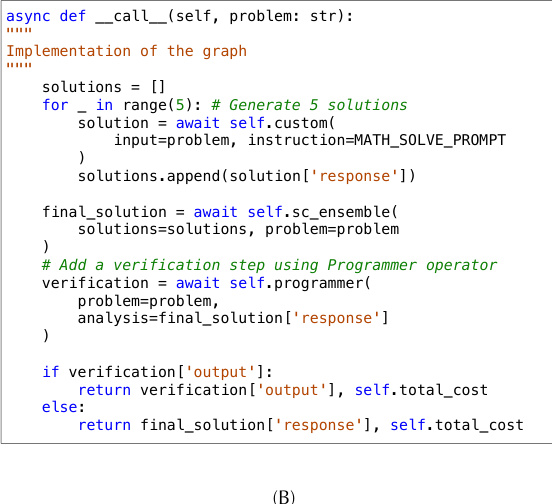 async def __call__(self, problem: str):
"""
Implementation of the graph
"""
    solutions = []
    for _ in range(5): # Generate 5 solutions
        solution = await self.custom(
            input=problem, instruction=MATH_SOLVE_PROMPT
        )
        solutions.append(solution['response'])

    final_solution = await self.sc_ensemble(
        solutions=solutions, problem=problem
    )
    # Add a verification step using Programmer operator
    verification = await self.programmer(
        problem=problem,
        analysis=final_solution['response']
    )

    if verification['output']:
        return verification['output'], self.total_cost
    else:
        return final_solution['response'], self.total_cost

(B)